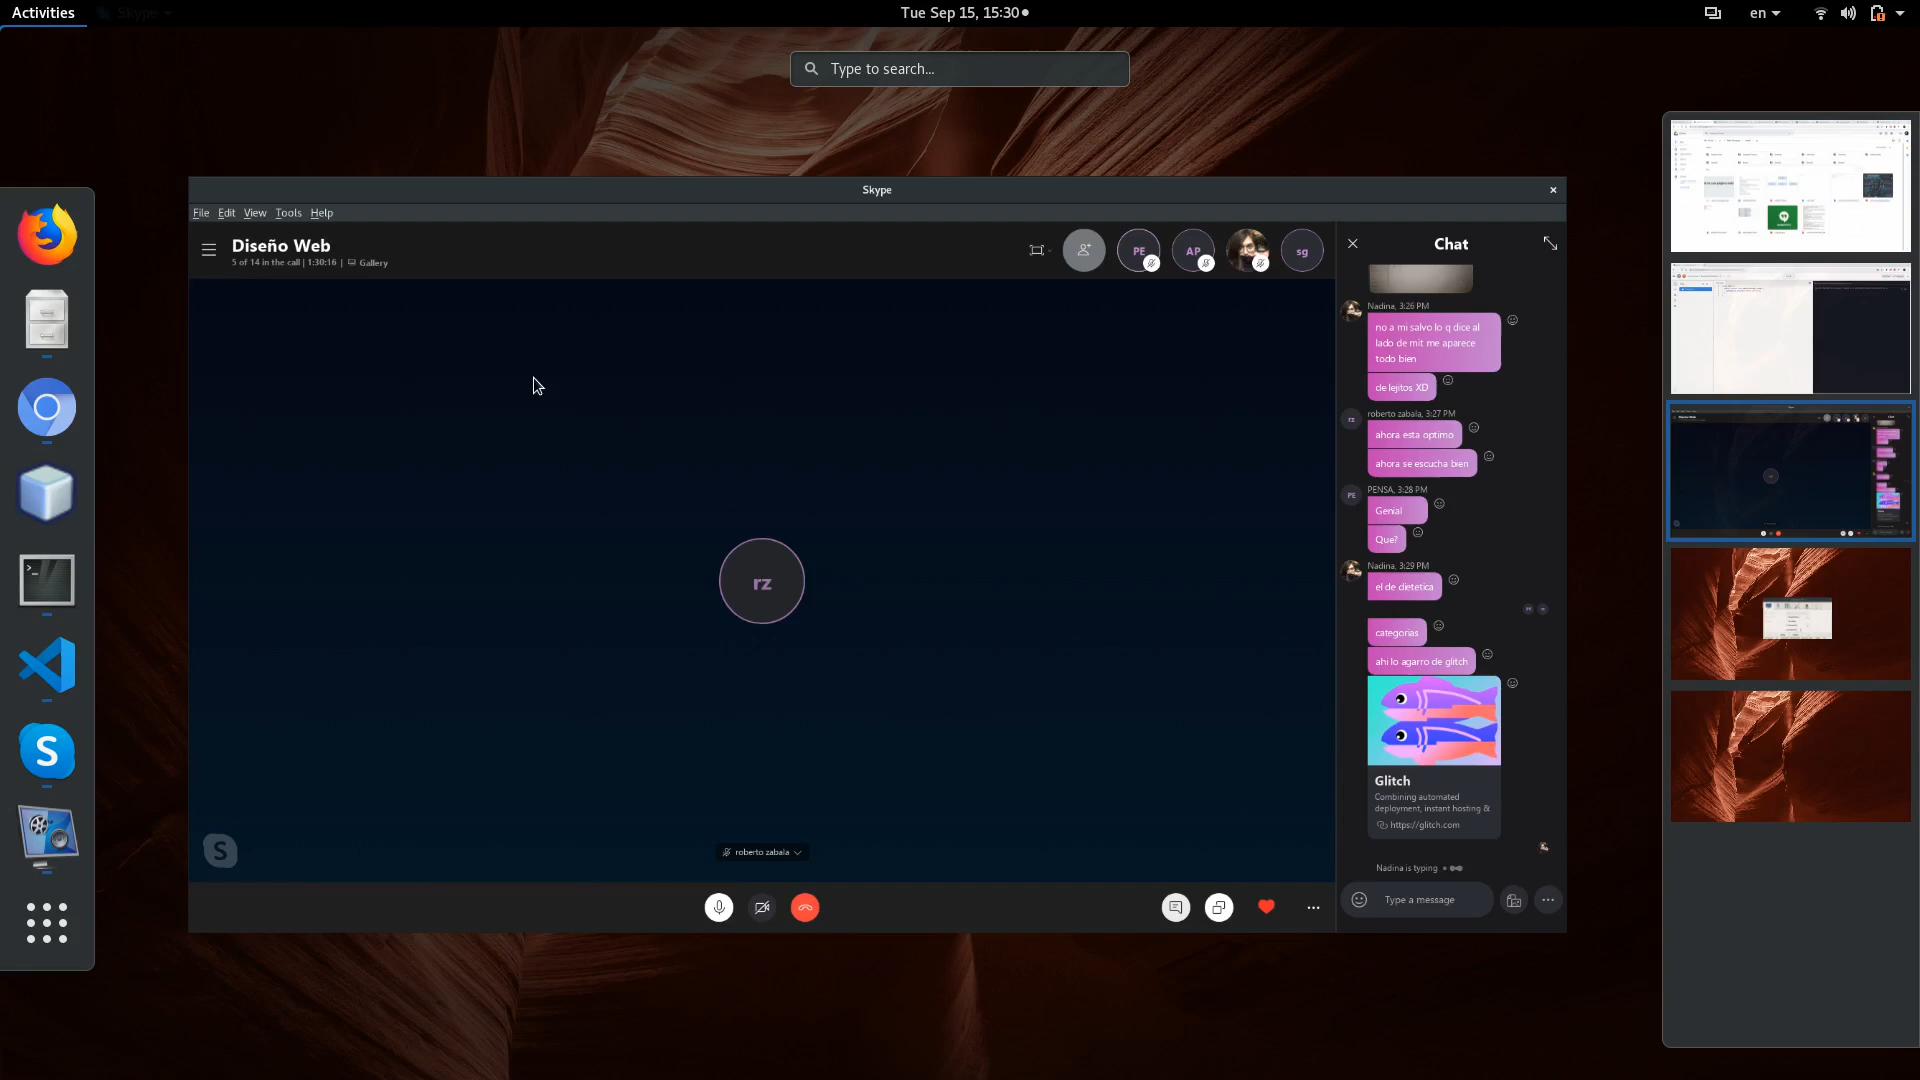 Activities
Skype
Tue Sep 15, 15:30
en
Type to search...
Skype
File Edit View Tools Help
Diseño Web
5 of 14 in the call | 1:30:16 | Gallery
PE
AP
sg
rz
roberto zabala
S
Chat
Nadina, 3:26 PM
no a mi salvo lo q dice al
lado de mit me aparece
todo bien
de lejitos XD
rz
roberto zabala, 3:27 PM
ahora esta optimo
ahora se escucha bien
PE
PENSA, 3:28 PM
Genial
Que?
Nadina, 3:29 PM
el de dietetica
categorias
ahi lo agarro de glitch
Glitch
Combining automated
deployment, instant hosting &
https://glitch.com
Nadina is typing
Type a message